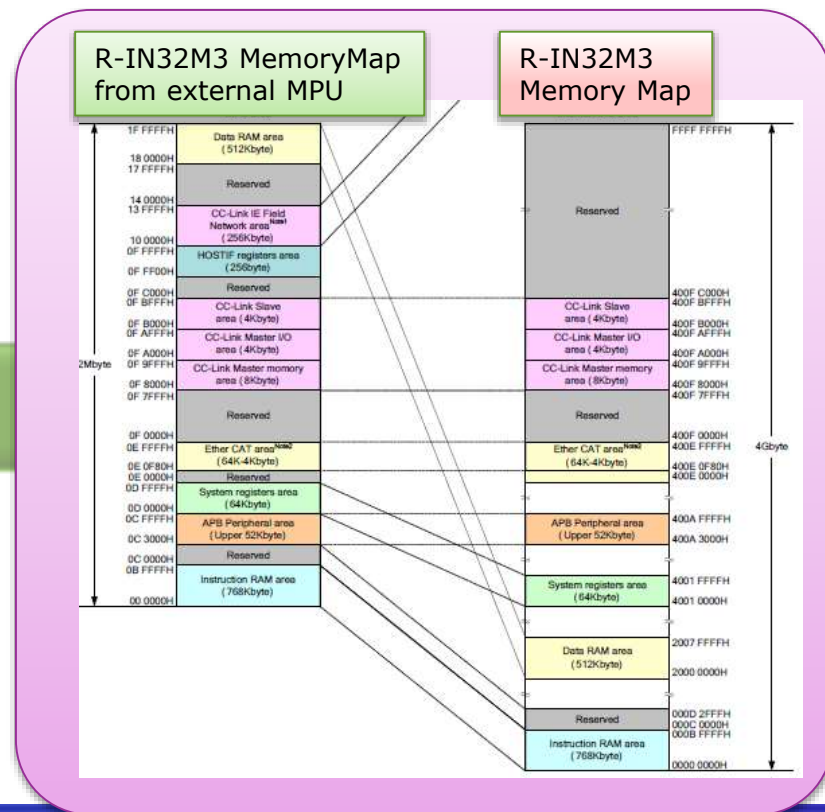 R-IN32M3 MemoryMap
from external MPU
R-IN32M3
Memory Map
1F FFFFH
Data RAM area
(512Kbyte)
18 0000H
17 FFFFH
Reserved
14 0000H
13 FFFFH
CC-Link IE Field
Network area Note1
(256Kbyte)
10 0000H
0F FFFFH
HOSTIF registers area
(256byte)
0F FF00H
Reserved
0F C000H
0F BFFFH
CC-Link Slave
area (4Kbyte)
0F B000H
0F AFFFH
CC-Link Master I/O
area (4Kbyte)
0F A000H
0F 9FFFH
2Mbyte
CC-Link Master momory
area (8Kbyte)
0F 8000H
0F 7FFFH
Reserved
0F 0000H
0E FFFFH
Ether CAT area Note2
(64K-4Kbyte)
0E 0F80H
0E 0000H
Reserved
0D FFFFH
System registers area
(64Kbyte)
0D 0000H
0C FFFFH
APB Peripheral area
(Upper 52Kbyte)
0C 3000H
Reserved
0C 0000H
0B FFFFH
Instruction RAM area
(768Kbyte)
00 0000H
FFFF FFFFH
Reserved
400F C000H
400F BFFFH
CC-Link Slave
area (4Kbyte)
400F B000H
400F AFFFH
CC-Link Master I/O
area (4Kbyte)
400F A000H
400F 9FFFH
CC-Link Master memory
area (8Kbyte)
400F 8000H
400F 7FFFH
Reserved
400F 0000H
400E FFFFH
4Gbyte
Ether CAT area Note2
(64K-4Kbyte)
400E 0F80H
400E 0000H
400A FFFFH
APB Peripheral area
(Upper 52Kbyte)
400A 3000H
4001 FFFFH
System registers area
(64Kbyte)
4001 0000H
2007 FFFFH
Data RAM area
(512Kbyte)
2000 0000H
000D 2FFFH
Reserved
000C 0000H
000B FFFFH
Instruction RAM area
(768Kbyte)
0000 0000H